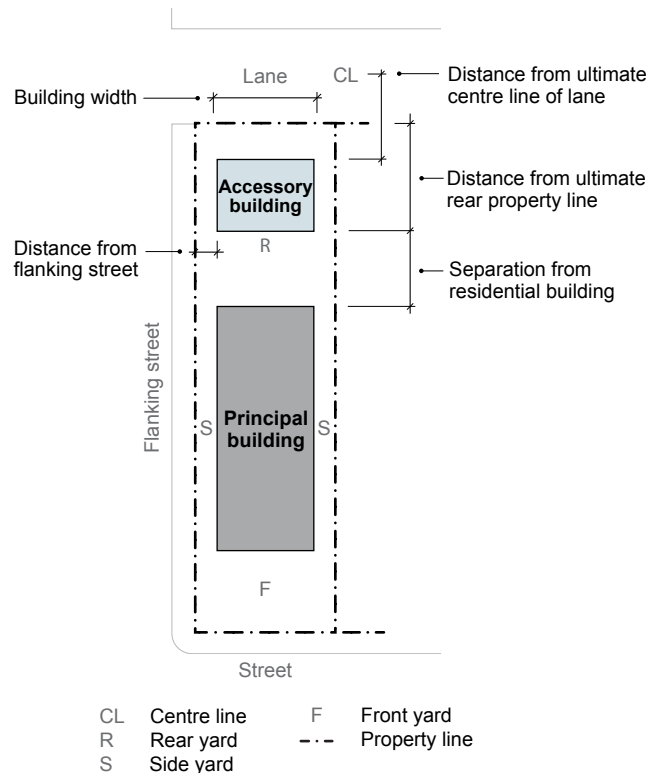 Lane
CL
Distance from ultimate
centre line of lane
Building width
Accessory
building
Distance from ultimate
rear property line
Distance from
flanking street
R
Separation from
residential building
Flanking street
S
Principal
building
S
F
Street
CL Centre line
F Front yard
R Rear yard
Property line
S Side yard